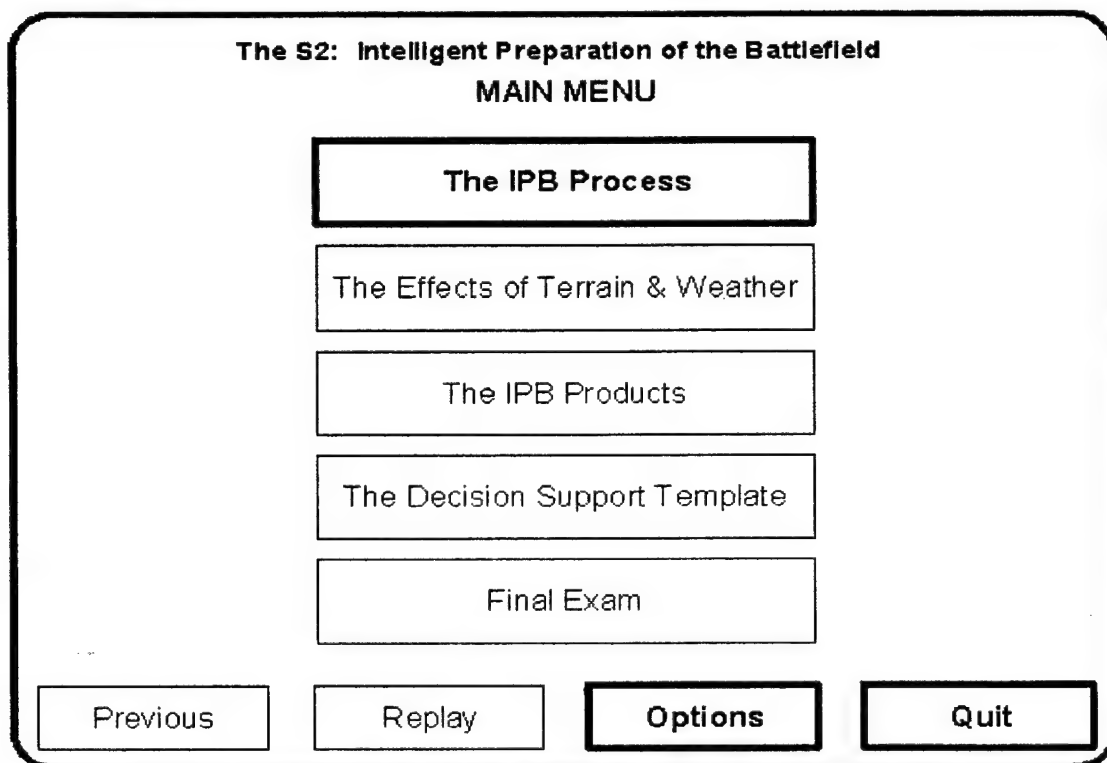 The S2: Intelligent Preparation of the Battlefield
MAIN MENU
The IPB Process
The Effects of Terrain & Weather
The IPB Products
The Decision Support Template
Final Exam
Previous Replay Options Quit